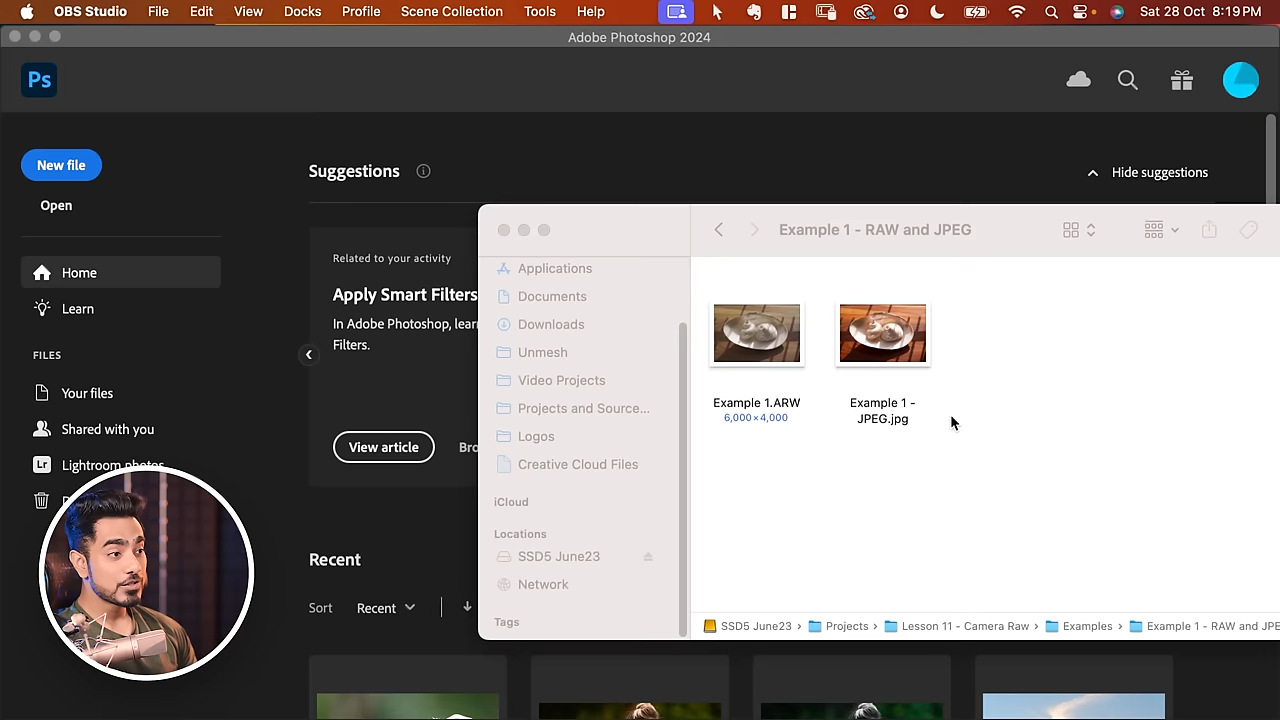 OBS Studio File Edit View Docks Profile Scene Collection Tools Help Sat 28 Oct 8:19 PM
Adobe Photoshop 2024
Ps
New file
Open
Home
Learn
FILES
Your files
Shared with you
Lr Lightroom photos
Suggestions
Hide suggestions
Related to your activity
Apply Smart Filters
In Adobe Photoshop, lear
Filters.
View article
Bro
Recent
Sort Recent
Example 1 - RAW and JPEG
Applications
Documents
Downloads
Unmesh
Video Projects
Projects and Source...
Logos
Creative Cloud Files
iCloud
Locations
SSD5 June23
Network
Tags
Example 1.ARW
6,000×4,000
Example 1 -
JPEG.jpg
SSD5 June23 › Projects › Lesson 11 - Camera Raw › Examples › Example 1 - RAW and JPE